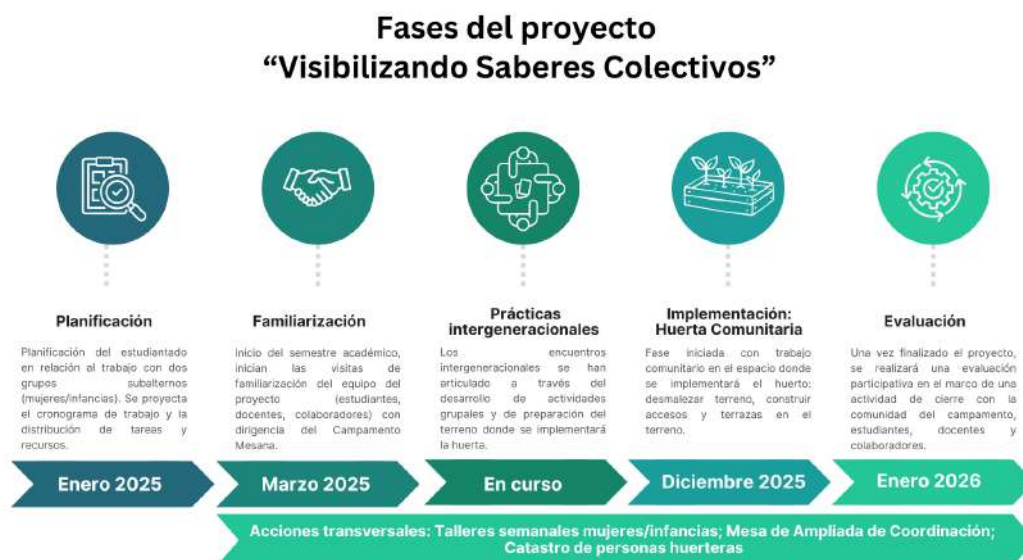 Fases del proyecto
“Visibilizando Saberes Colectivos”
Planificación
Planificación del estudiantado
en relación al trabajo con dos
grupos subalternos
(mujeres/infancias). Se proyecta
el cronograma de trabajo y la
distribución de tareas y
recursos.
Enero 2025
Familiarización
Inicio del semestre académico,
inician las visitas de
familiarización del equipo del
proyecto (estudiantes,
docentes, colaboradores) con
dirigencia del Campamento
Mesana.
Marzo 2025
Prácticas
intergeneracionales
Los encuentros
intergeneracionales se han
articulado a través del
desarrollo de actividades
grupales y de preparación del
terreno donde se implementará
la huerta.
En curso
Implementación:
Huerta Comunitaria
Fase iniciada con trabajo
comunitario en el espacio donde
se implementará el huerto:
desmalezar terreno, construir
accesos y terrazas en el
terreno.
Diciembre 2025
Evaluación
Una vez finalizado el proyecto,
se realizará una evaluación
participativa en el marco de una
actividad de cierre con la
comunidad del campamento,
estudiantes, docentes y
colaboradores.
Enero 2026
Acciones transversales: Talleres semanales mujeres/infancias; Mesa de Ampliada de Coordinación;
Catastro de personas huerteras